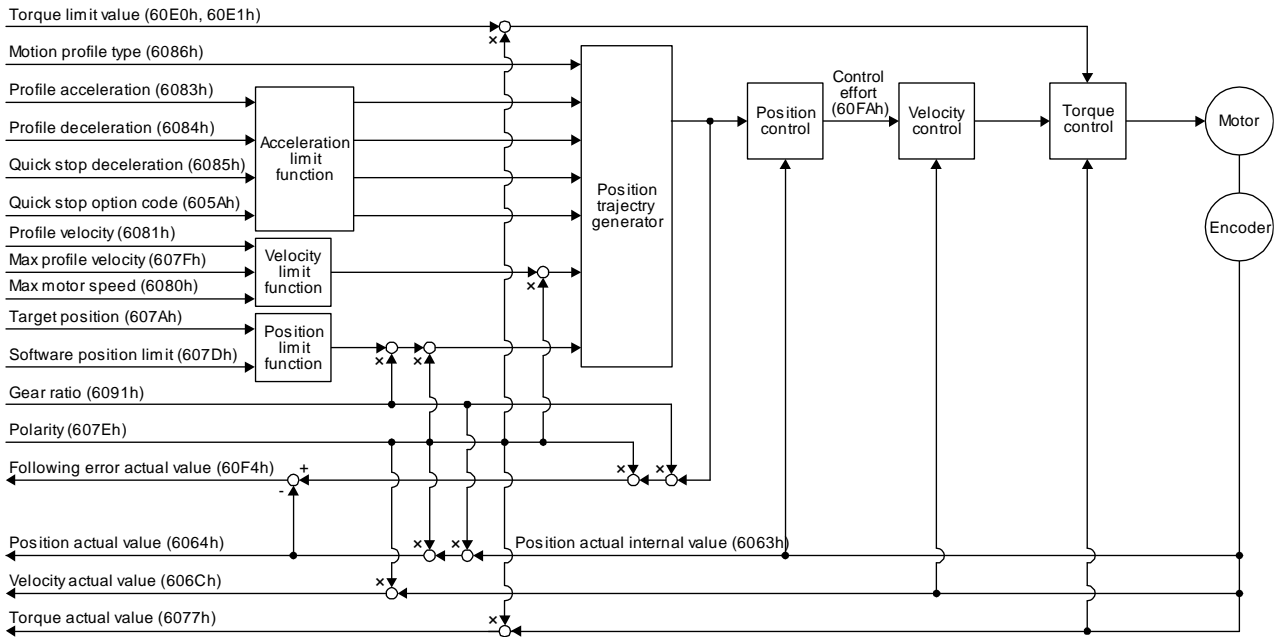 Torque limit value (60E0h, 60E1h)
×
Motion profile type (6086h)
Profile acceleration (6083h)
Profile deceleration (6084h)
Quick stop deceleration (6085h)
Quick stop option code (605Ah)
Acceleration
limit
function
Profile velocity (6081h)
Max profile velocity (607Fh)
Max motor speed (6080h)
Velocity
limit
function
×
Target position (607Ah)
Software position limit (607Dh)
Position
limit
function
×
×
Position
trajectry
generator
Position
control
Control
effort
(60FAh)
Velocity
control
Torque
control
Motor
Encoder
Gear ratio (6091h)
Polarity (607Eh)
Following error actual value (60F4h)
+
-
×
×
Position actual value (6064h)
×
×
Position actual internal value (6063h)
Velocity actual value (606Ch)
×
Torque actual value (6077h)
×